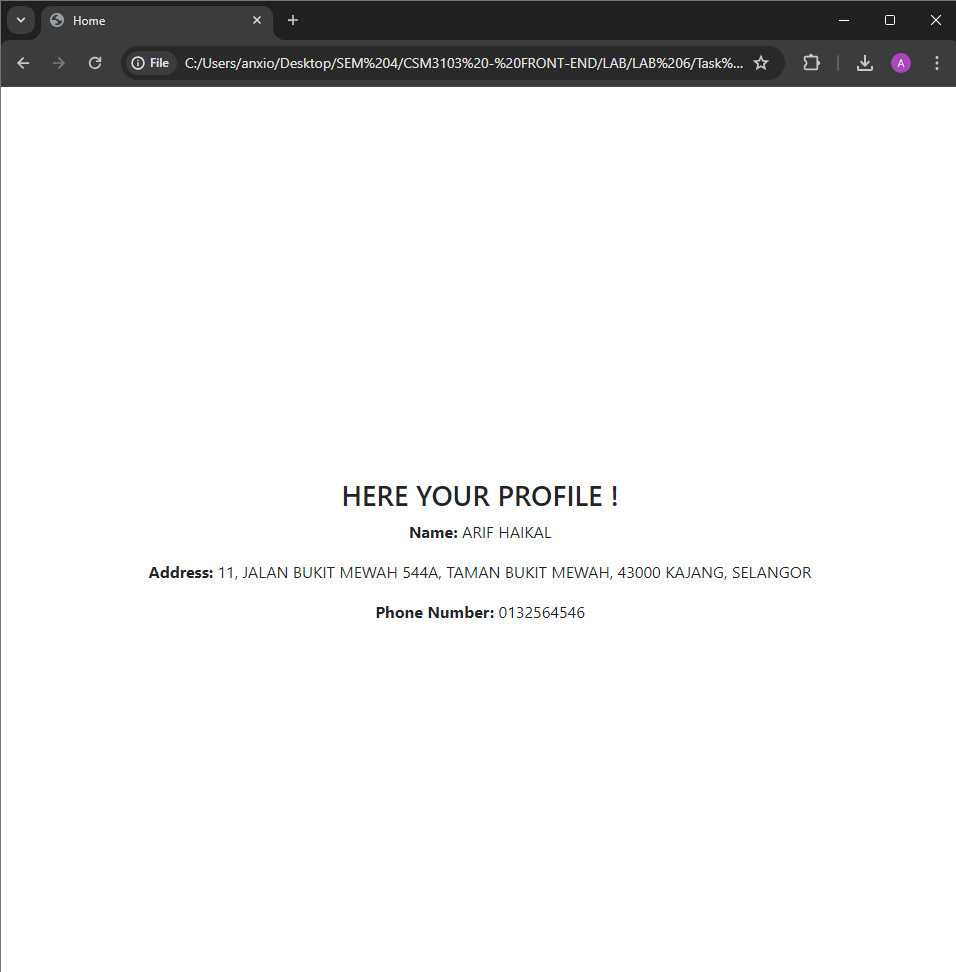 Home
File C:/Users/anxio/Desktop/SEM%204/CSM3103%20-%20FRONT-END/LAB/LAB%206/Task%...
A
HERE YOUR PROFILE !
Name: ARIF HAIKAL
Address: 11, JALAN BUKIT MEWAH 544A, TAMAN BUKIT MEWAH, 43000 KAJANG, SELANGOR
Phone Number: 0132564546